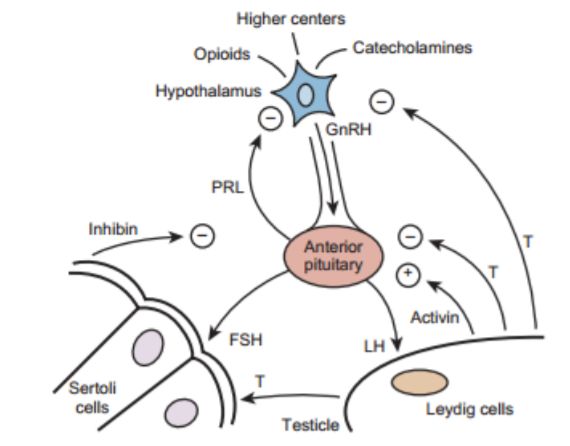 Higher centers
Opioids
Catecholamines
Hypothalamus
−
−
GnRH
PRL
Inhibin
−
Anterior
pituitary
−
T
T
+
Activin
FSH
LH
Sertoli
cells
T
Testicle
Leydig cells